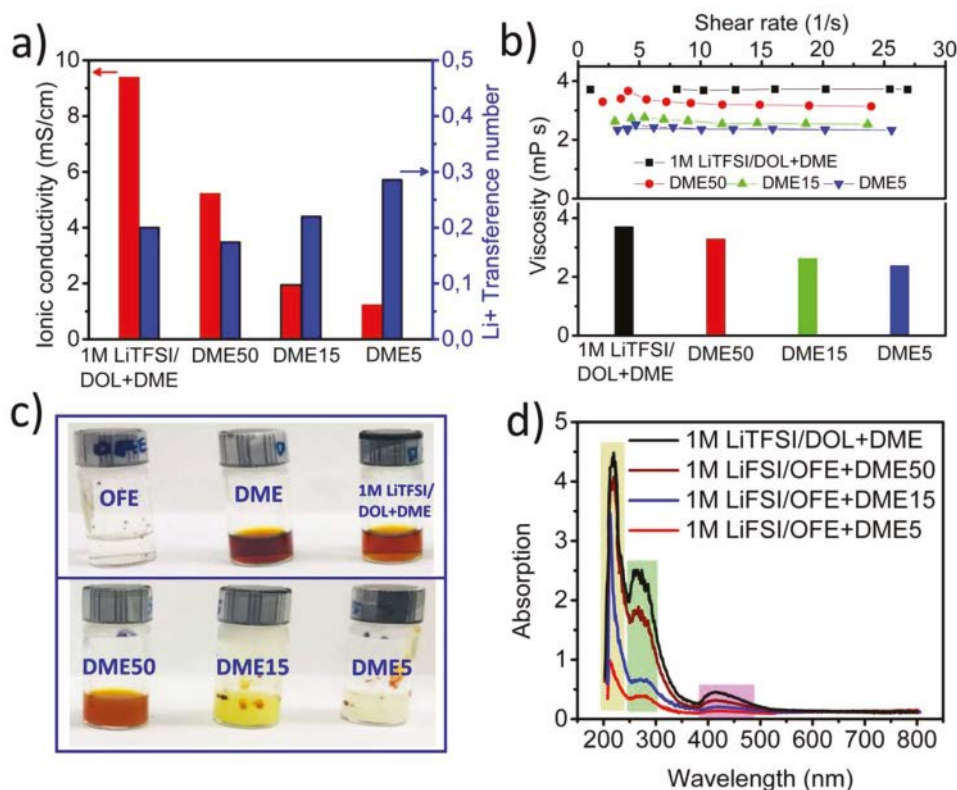 a)
Ionic conductivity (mS/cm)
10
8
6
4
2
0
0,5
0,4
0,3
0,2
0,1
0,0
Li+ Transference number
1M LiTFSI/
DOL+DME
DME50
DME15
DME5
b)
Shear rate (1/s)
0 5 10 15 20 25 30
Viscosity (mP s)
4
2
0
1M LiTFSI/DOL+DME
DME50 DME15 DME5
4
2
0
1M LiTFSI/
DOL+DME
DME50
DME15
DME5
c)
OFE
OFE
DME
1M LiTFSI/
DOL+DME
DME50
DME15
DME5
d)
Absorption
5
4
3
2
1
0
1M LiTFSI/DOL+DME
1M LiFSI/OFE+DME50
1M LiFSI/OFE+DME15
1M LiFSI/OFE+DME5
200 300 400 500 600 700 800
Wavelength (nm)